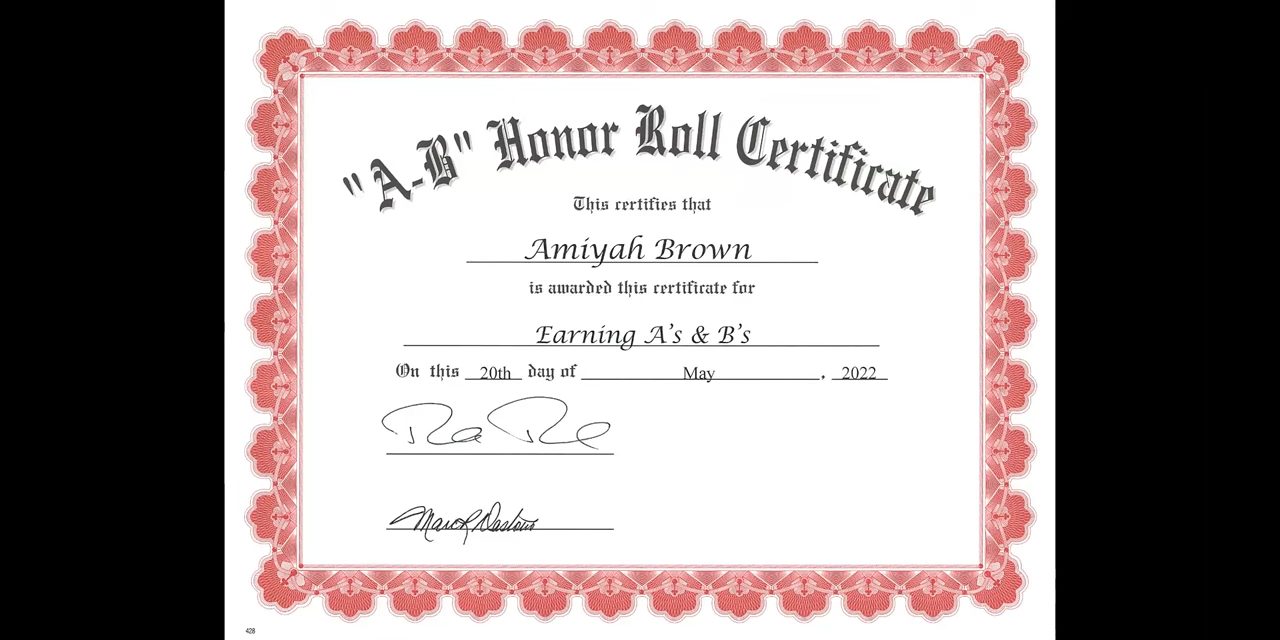 "A-B" Honor Roll Certificate
This certifies that
Amiyah Brown
is awarded this certificate for
Earning A's & B's
On this 20th day of May, 2022
428